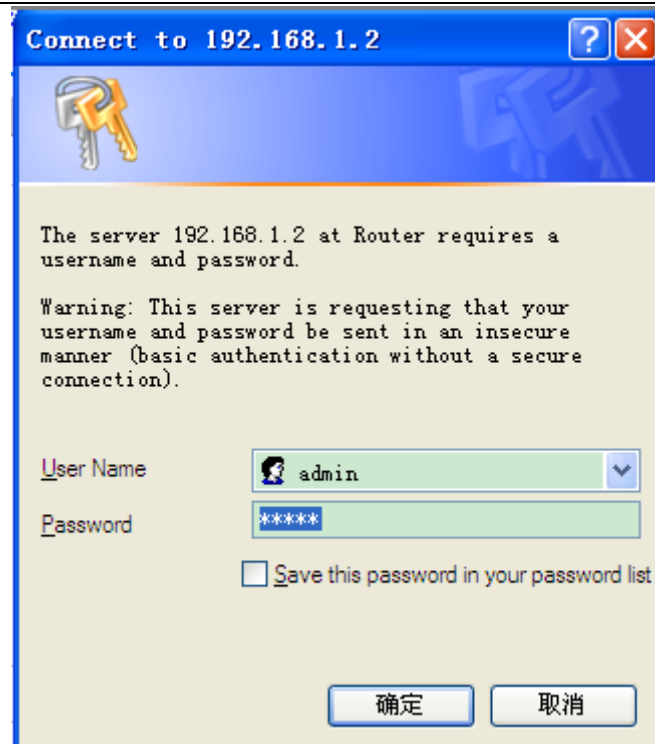 Connect to 192.168.1.2
The server 192.168.1.2 at Router requires a
username and password.
Warning: This server is requesting that your
username and password be sent in an insecure
manner (basic authentication without a secure
connection).
User Name
admin
Password
*****
Save this password in your password list
确定
取消